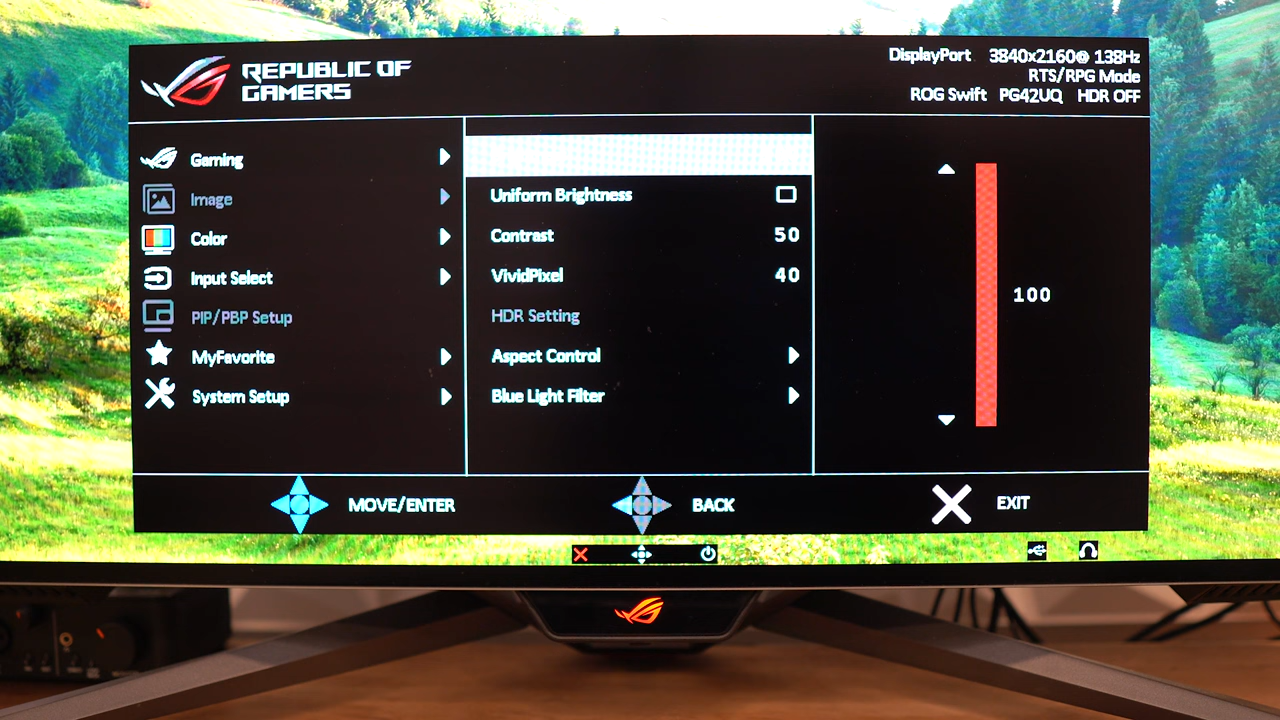 REPUBLIC OF
GAMERS
DisplayPort 3840x2160@ 138Hz
RTS/RPG Mode
ROG Swift PG42UQ HDR OFF
Gaming
Image
Color
Input Select
PIP/PBP Setup
MyFavorite
System Setup
Uniform Brightness
Contrast 50
VividPixel 40
HDR Setting
Aspect Control
Blue Light Filter
100
MOVE/ENTER
BACK
EXIT